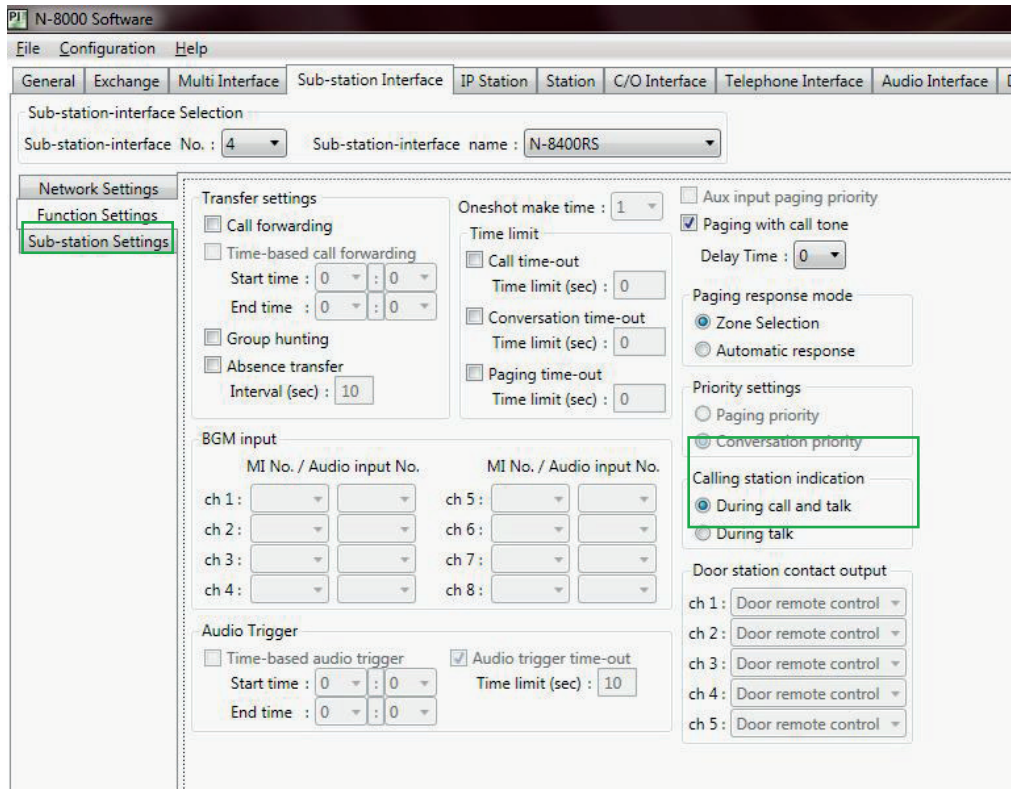 N-8000 Software
File Configuration Help
General Exchange Multi Interface Sub-station Interface IP Station Station C/O Interface Telephone Interface Audio Interface
Sub-station-interface Selection
Sub-station-interface No. : 4 Sub-station-interface name : N-8400RS
Network Settings
Function Settings
Sub-station Settings
Transfer settings
Call forwarding
Time-based call forwarding
Start time : 0 : 0
End time : 0 : 0
Group hunting
Absence transfer
Interval (sec) : 10
Oneshot make time : 1
Time limit
Call time-out
Time limit (sec) : 0
Conversation time-out
Time limit (sec) : 0
Paging time-out
Time limit (sec) : 0
Aux input paging priority
Paging with call tone
Delay Time : 0
Paging response mode
Zone Selection
Automatic response
Priority settings
Paging priority
Conversation priority
Calling station indication
During call and talk
During talk
BGM input
MI No. / Audio input No. MI No. / Audio input No.
ch 1 : ch 5 :
ch 2 : ch 6 :
ch 3 : ch 7 :
ch 4 : ch 8 :
Door station contact output
ch 1 : Door remote control
ch 2 : Door remote control
ch 3 : Door remote control
ch 4 : Door remote control
ch 5 : Door remote control
Audio Trigger
Time-based audio trigger
Start time : 0 : 0
End time : 0 : 0
Audio trigger time-out
Time limit (sec) : 10